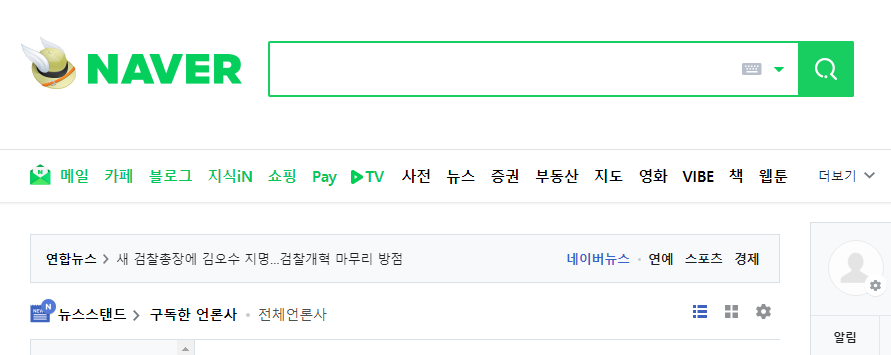 NAVER
메일 카페 블로그 지식iN 쇼핑 Pay TV 사전 뉴스 증권 부동산 지도 영화 VIBE 책 웹툰 더보기
연합뉴스 새 검찰총장에 김오수 지명...검찰개혁 마무리 방점 네이버뉴스 연예 스포츠 경제
뉴스스탠드 구독한 언론사 전체언론사
알림